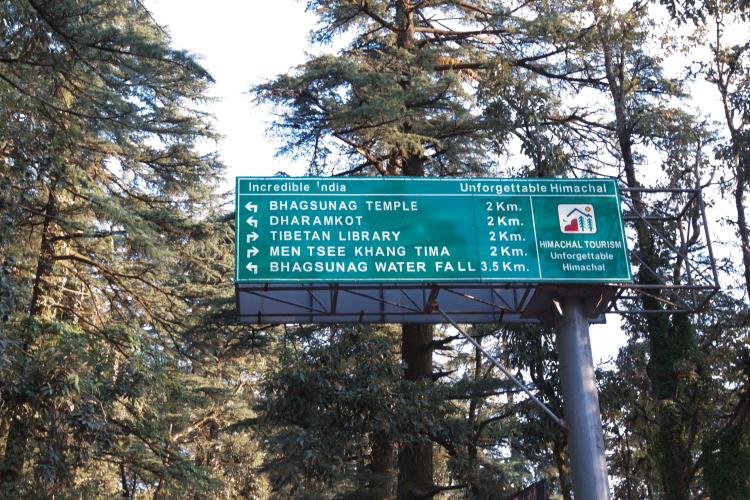 Incredible India
Unforgettable Himachal
BHAGSUNAG TEMPLE 2 Km.
DHARAMKOT 2 Km.
TIBETAN LIBRARY 2 Km.
MEN TSEE KHANG TIMA 2 Km.
BHAGSUNAG WATER FALL 3.5 Km.
HIMACHAL TOURISM
Unforgettable
Himachal